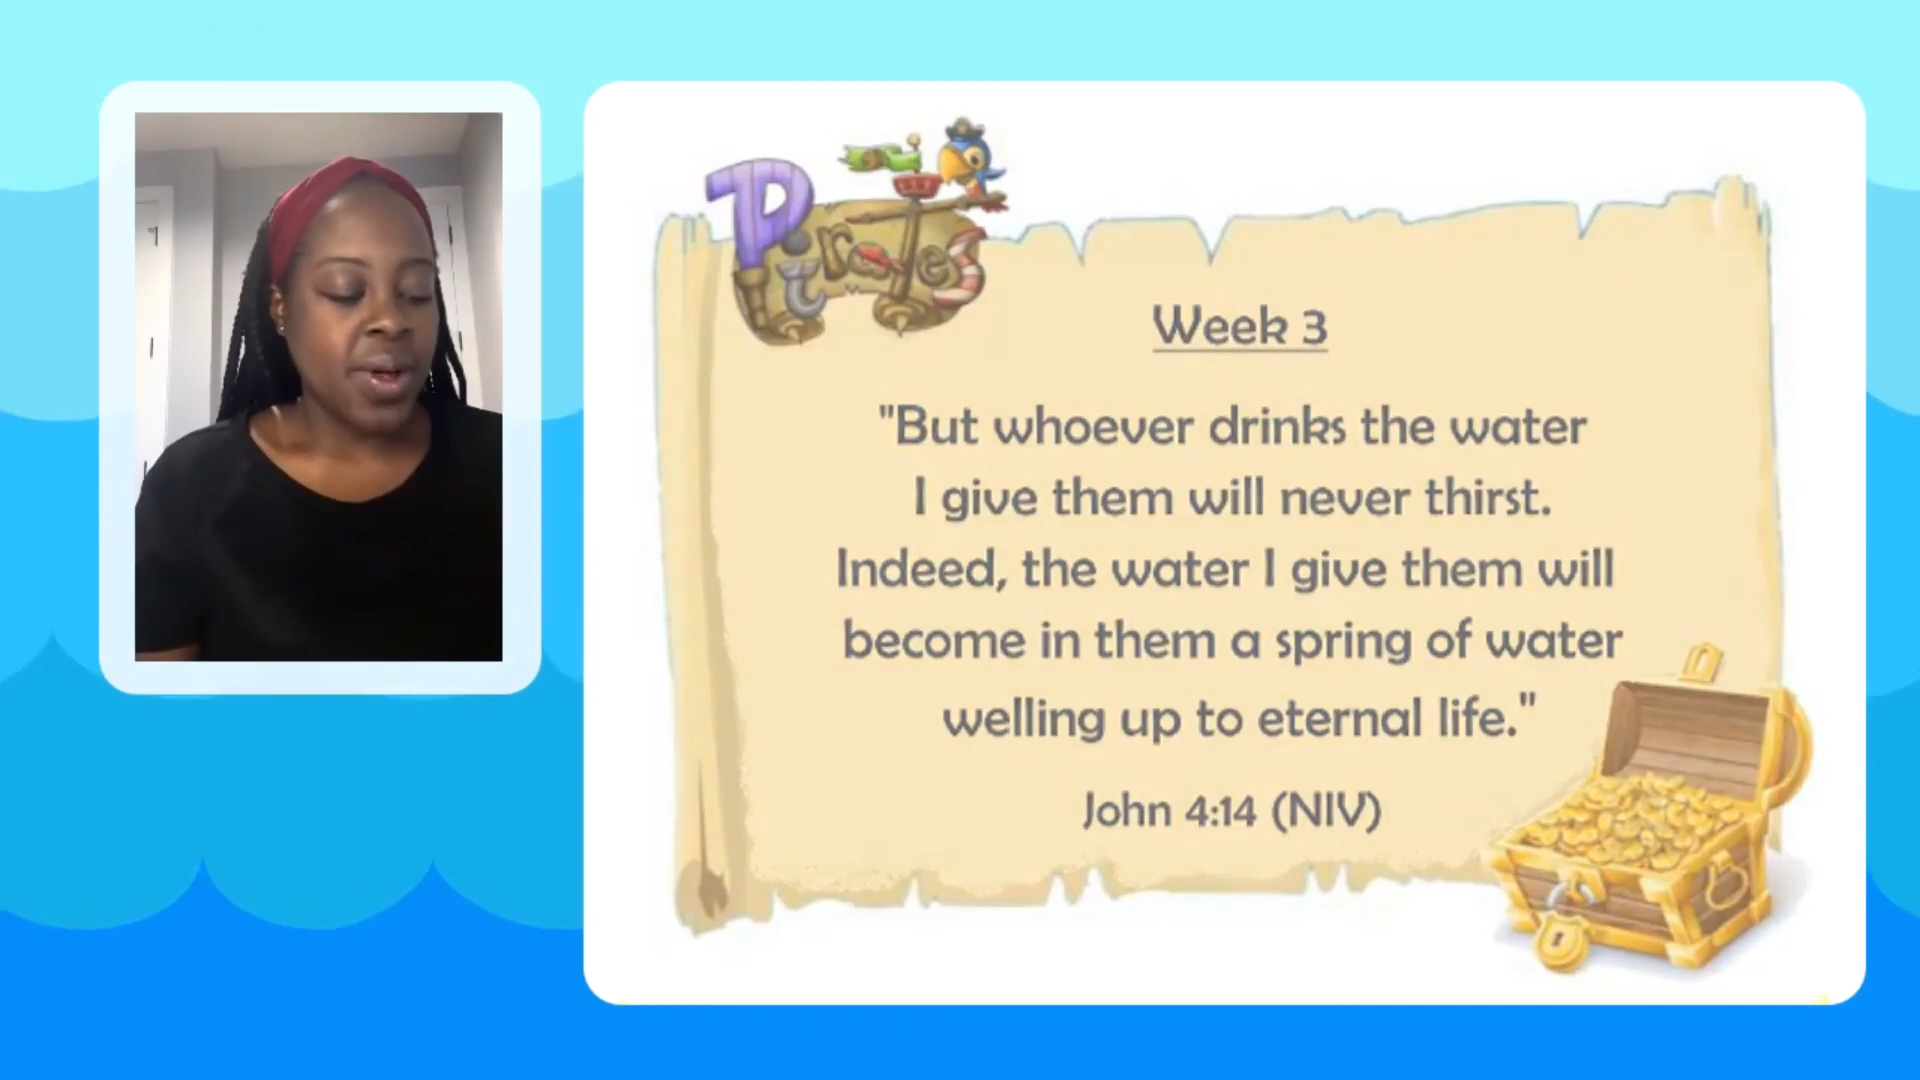 Pirates
Week 3
"But whoever drinks the water
I give them will never thirst.
Indeed, the water I give them will
become in them a spring of water
welling up to eternal life."
John 4:14 (NIV)